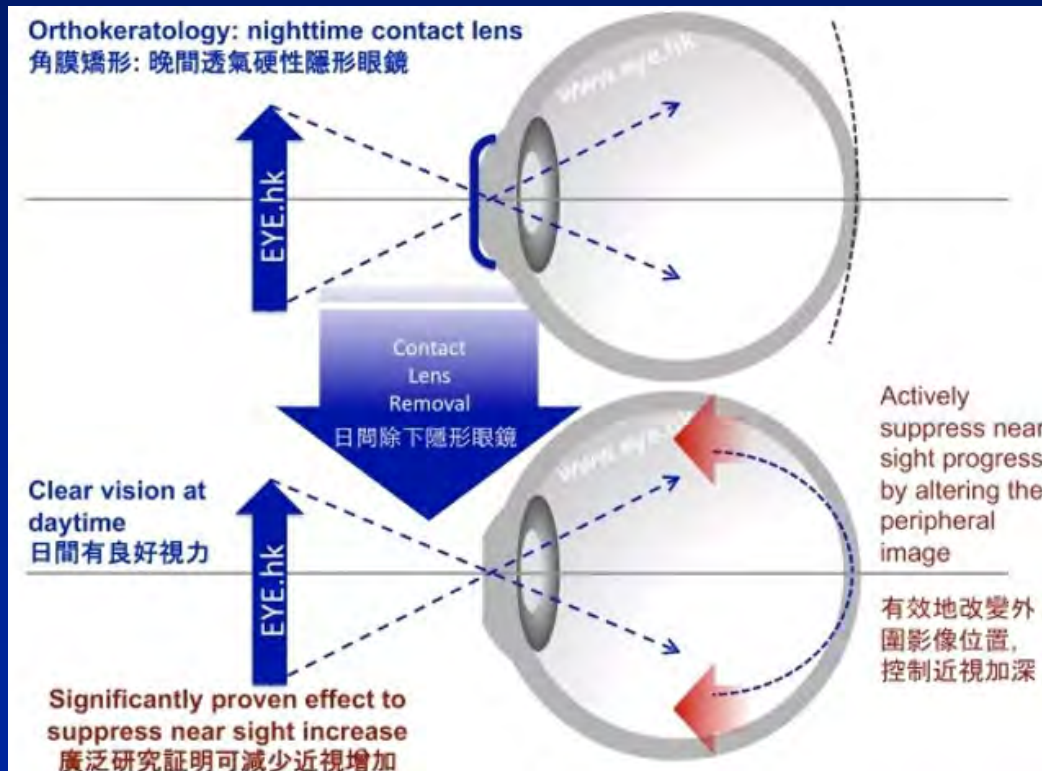 Orthokeratology: nighttime contact lens
角膜矯形: 晚間透氣硬性隱形眼鏡
www.eye.hk
EYE.hk
Contact
Lens
Removal
日間除下隱形眼鏡
Clear vision at
daytime
日間有良好視力
EYE.hk
Actively
suppress near
sight progress
by altering the
peripheral
image
有效地改變外
圍影像位置,
控制近視加深
Significantly proven effect to
suppress near sight increase
廣泛研究証明可減少近視增加